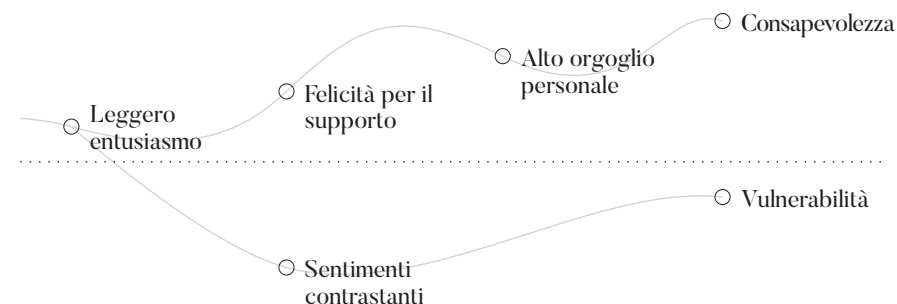 Consapevolezza
Alto orgoglio
personale
Felicità per il
supporto
Leggero
entusiasmo
Vulnerabilità
Sentimenti
contrastanti